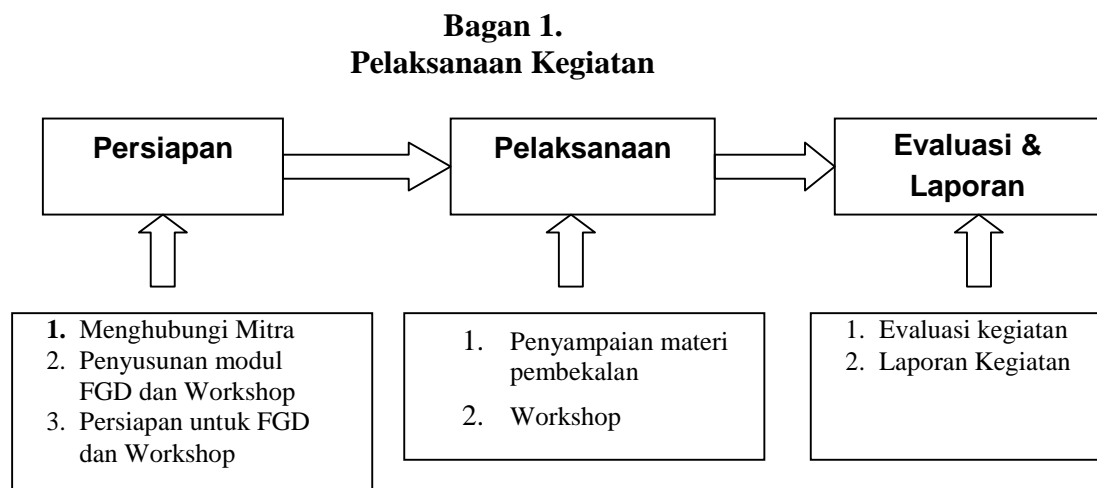 Bagan 1.
Pelaksanaan Kegiatan
Persiapan
Pelaksanaan
Evaluasi &
Laporan
1. Menghubungi Mitra
2. Penyusunan modul
FGD dan Workshop
3. Persiapan untuk FGD
dan Workshop
1. Penyampaian materi
pembekalan
2. Workshop
1. Evaluasi kegiatan
2. Laporan Kegiatan